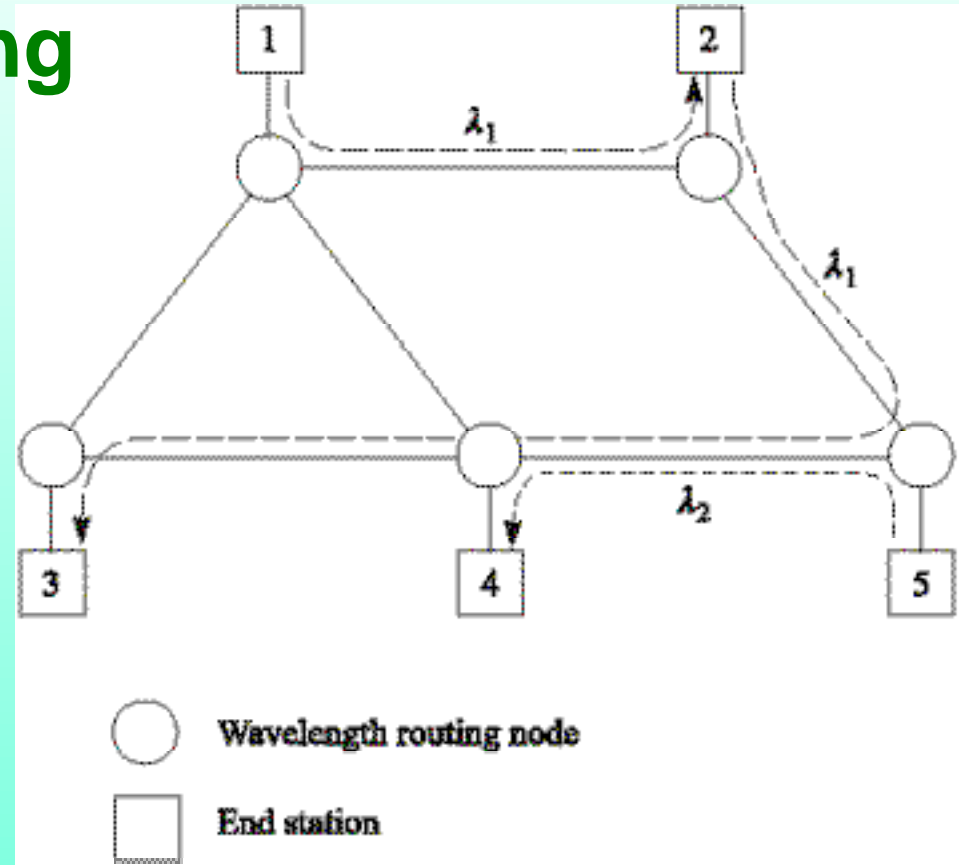 ng
1
2
λ1
λ1
λ2
3
4
5
Wavelength routing node
End station